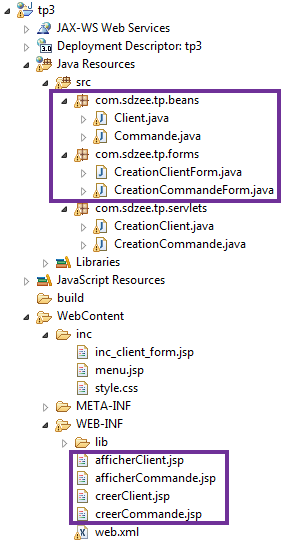 tp3
JAX-WS Web Services
Deployment Descriptor: tp3
Java Resources
src
com.sdzee.tp.beans
Client.java
Commande.java
com.sdzee.tp.forms
CreationClientForm.java
CreationCommandeForm.java
com.sdzee.tp.servlets
CreationClient.java
CreationCommande.java
Libraries
JavaScript Resources
build
WebContent
inc
inc_client_form.jsp
menu.jsp
style.css
META-INF
WEB-INF
lib
afficherClient.jsp
afficherCommande.jsp
creerClient.jsp
creerCommande.jsp
web.xml